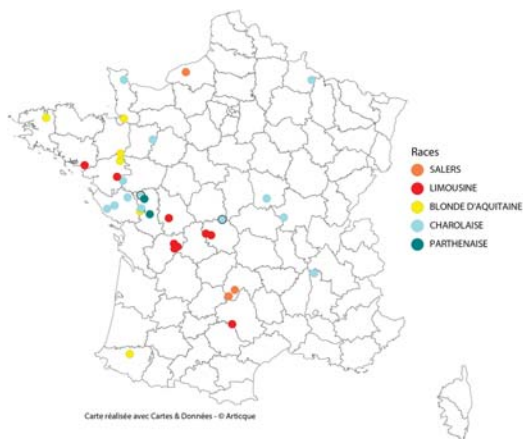 Races
SALERS
LIMOUSINE
BLONDE D'AQUITAINE
CHAROLAISE
PARTHENAISE
Carte réalisée avec Cartes & Données - © Articque